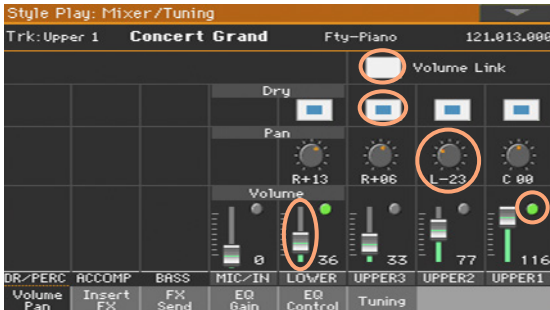 Style Play: Mixer/Tuning
Trk:Upper 1 Concert Grand Fty-Piano 121.013.000
Volume Link
Dry
Pan
R+13 R+06 L-23 C 00
Volume
0 36 33 77 116
DR/PERC ACCOMP BASS MIC/IN LOWER UPPER3 UPPER2 UPPER1
Volume Insert FX EQ EQ Tuning
Pan FX Send Gain Control